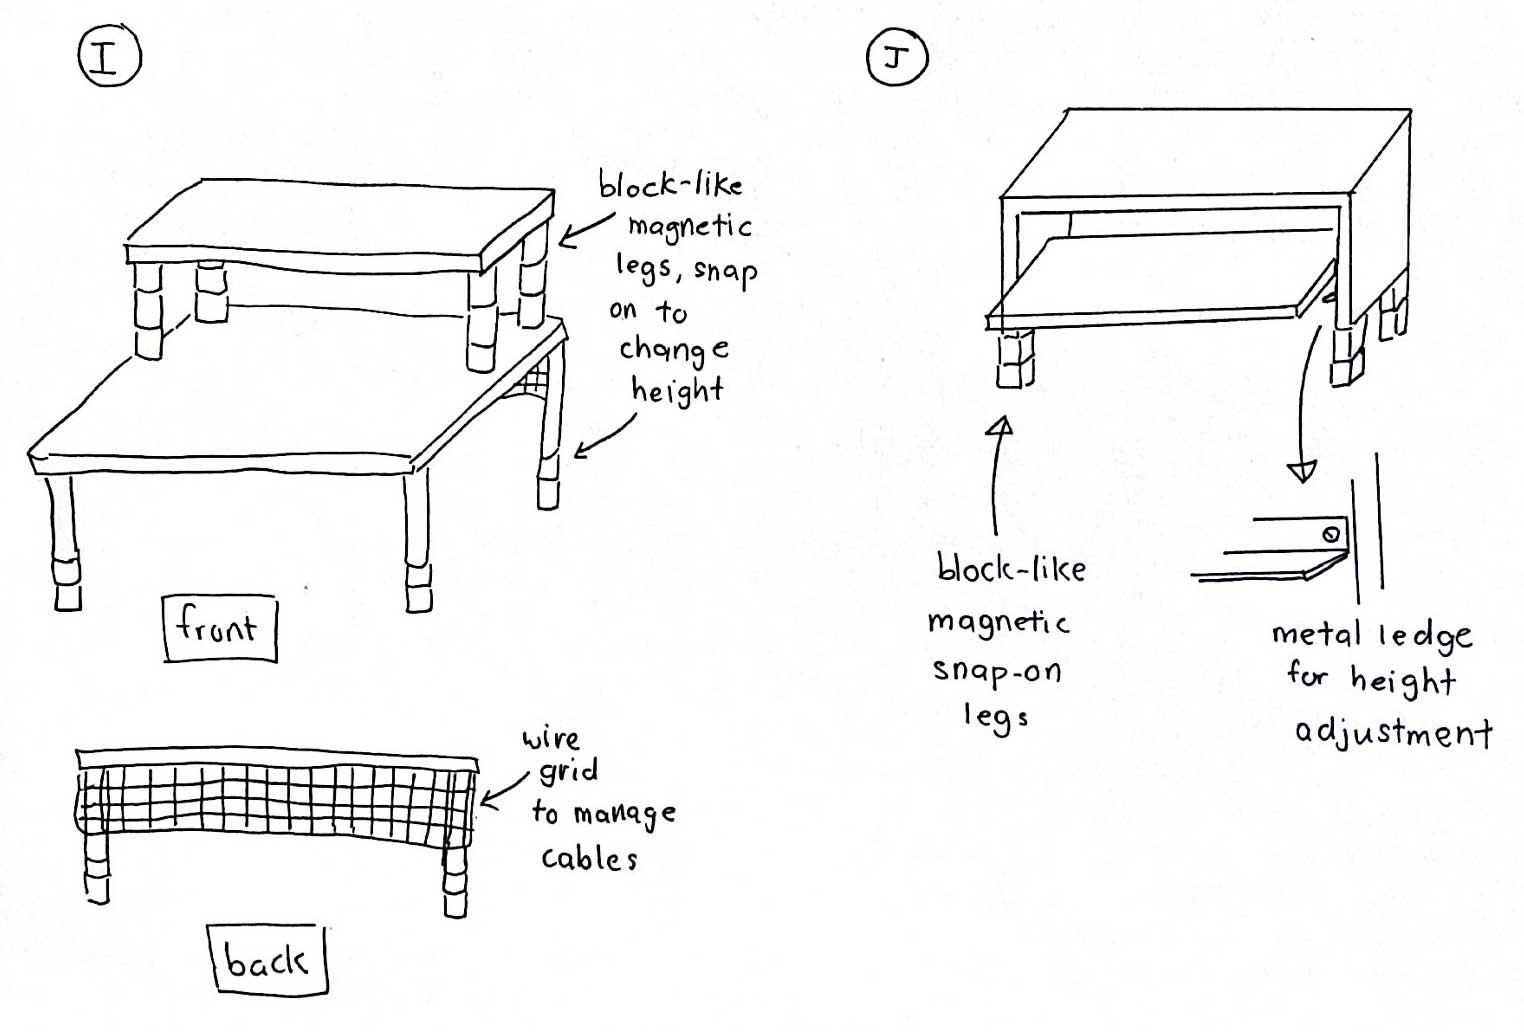 I
block-like
magnetic
legs, snap
on to
change
height
front
wire
grid
to manage
cables
back
J
block-like
magnetic
snap-on
legs
metal ledge
for height
adjustment